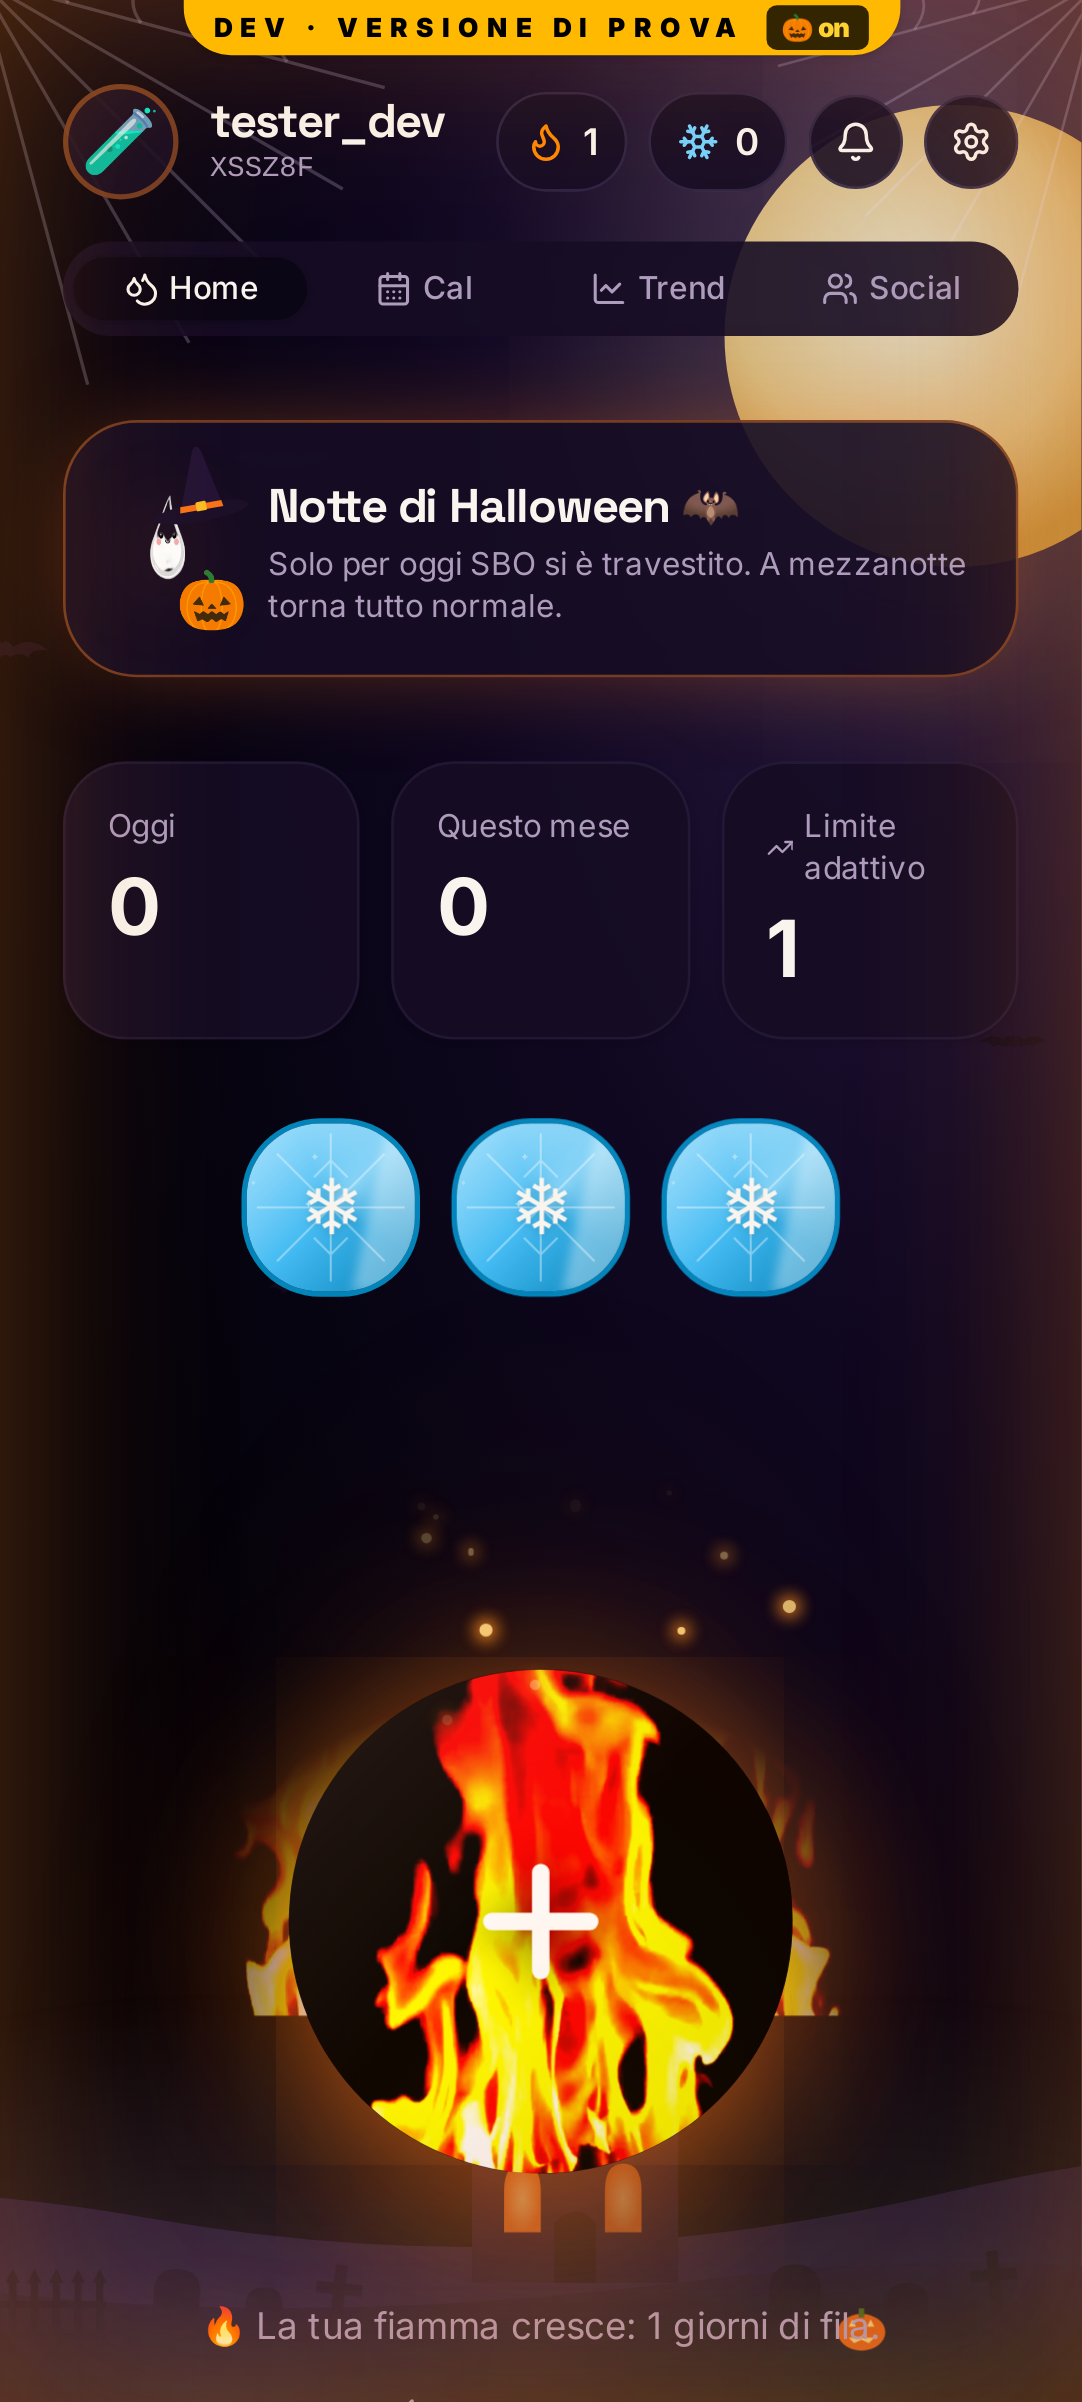 DEV · VERSIONE DI PROVA 🎃 on
tester_dev
XSSZ8F
1
0
Home
Cal
Trend
Social
Notte di Halloween 🦇
Solo per oggi SBO si è travestito. A mezzanotte
torna tutto normale.
Oggi
0
Questo mese
0
Limite
adattivo
1
🔥 La tua fiamma cresce: 1 giorni di fila.